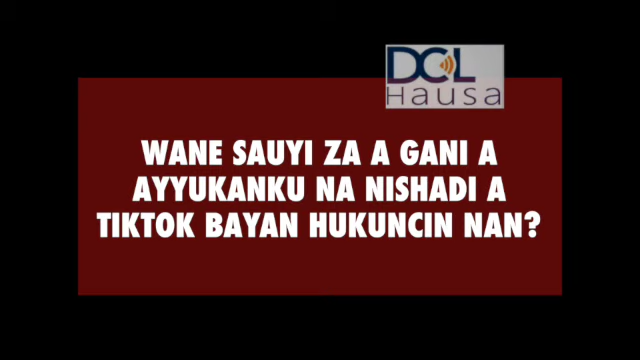 DCL
Hausa
WANE SAUYI ZA A GANI A
AYYUKANKU NA NISHADI A
TIKTOK BAYAN HUKUNCIN NAN?